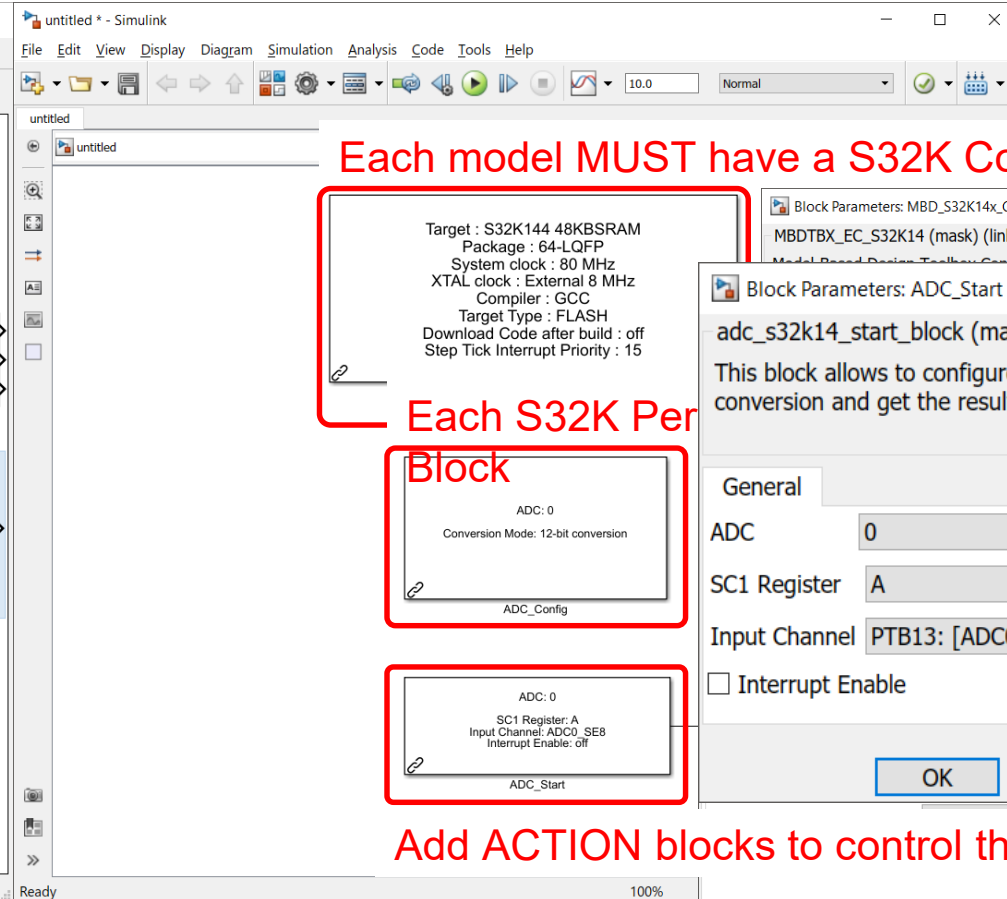 untitled * - Simulink
File Edit View Display Diagram Simulation Analysis Code Tools Help
10.0
Normal
untitled
untitled
Each model MUST have a S32K
Target : S32K144 48KBSRAM
Package : 64-LQFP
System clock : 80 MHz
XTAL clock : External 8 MHz
Compiler : GCC
Target Type : FLASH
Download Code after build : off
Step Tick Interrupt Priority : 15
Block Parameters: MBD_S32K14x_
MBDTBX_EC_S32K14 (mask)
Block Parameters: ADC_Start
adc_s32k14_start_block
This block allows to configure
conversion and get the resul
Each S32K Per
Block
General
ADC: 0
Conversion Mode: 12-bit conversion
ADC_Config
ADC 0
SC1 Register A
Input Channel PTB13: [ADC
Interrupt Enable
ADC: 0
SC1 Register: A
Input Channel: ADC0_SE8
Interrupt Enable: off
ADC_Start
OK
Add ACTION blocks to control th
Ready
100%